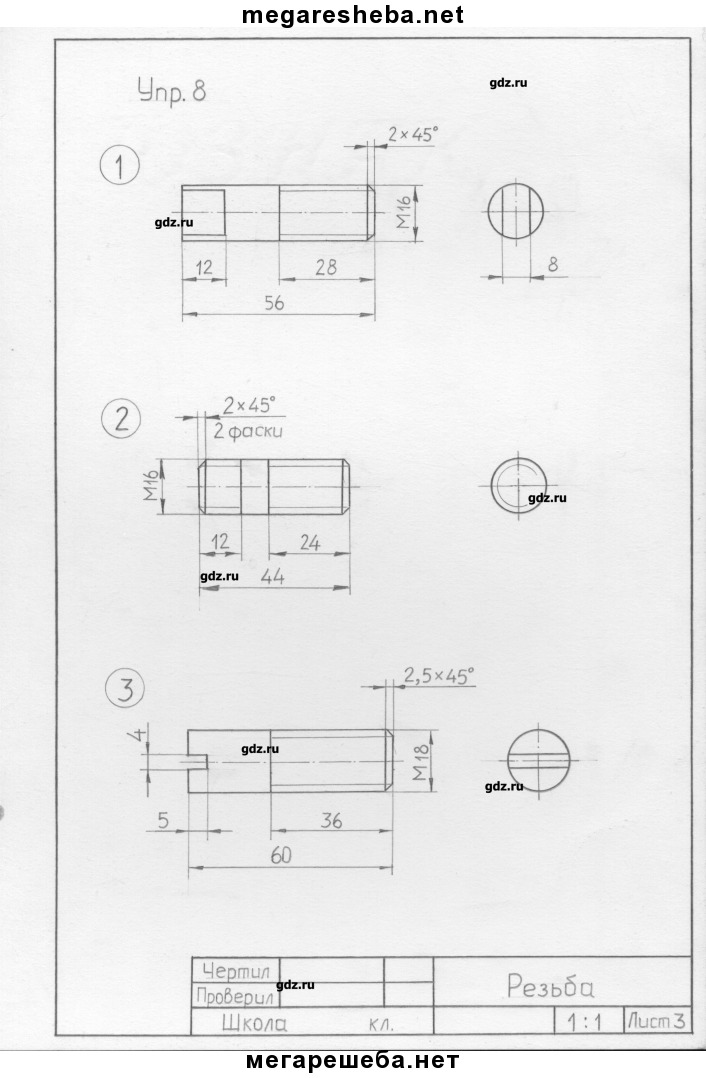 megaresheba.net
Упр. 8
gdz.ru
1
2×45°
M16
gdz.ru
12
28
8
56
2
2×45°
2 фаски
M16
gdz.ru
12
24
gdz.ru
44
3
2,5×45°
4
gdz.ru
M18
gdz.ru
5
36
60
Чертил
gdz.ru
Проверил
Резьба
Школа кл.
1:1
Лист 3
мегарешеба.нет